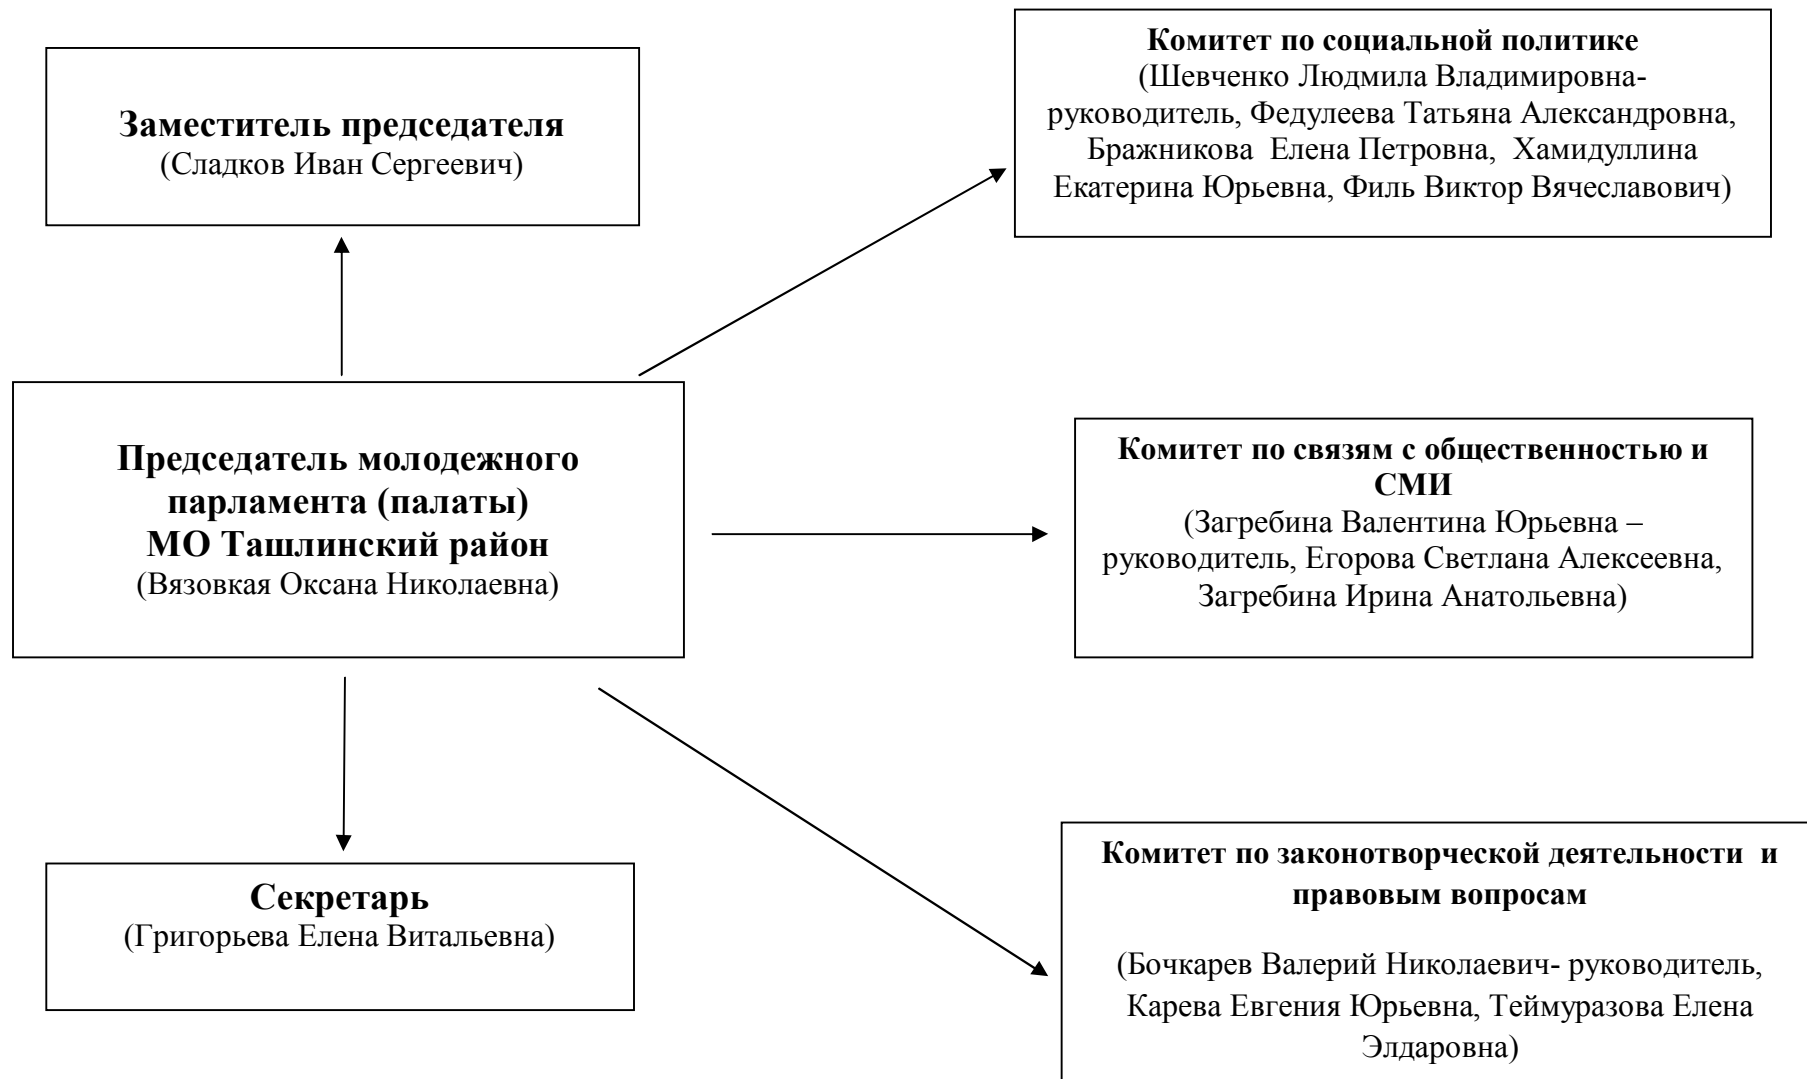 Заместитель председателя
(Сладков Иван Сергеевич)
Комитет по социальной политике
(Шевченко Людмила Владимировна-
руководитель, Федулеева Татьяна Александровна,
Бражникова  Елена Петровна,  Хамидуллина
Екатерина Юрьевна, Филь Виктор Вячеславович)
Председатель молодежного
парламента (палаты)
МО Ташлинский район
(Вязовкая Оксана Николаевна)
Комитет по связям с общественностью и
СМИ
(Загребина Валентина Юрьевна –
руководитель, Егорова Светлана Алексеевна,
Загребина Ирина Анатольевна)
Секретарь
(Григорьева Елена Витальевна)
Комитет по законотворческой деятельности  и
правовым вопросам
(Бочкарев Валерий Николаевич- руководитель,
Карева Евгения Юрьевна, Теймуразова Елена
Элдаровна)